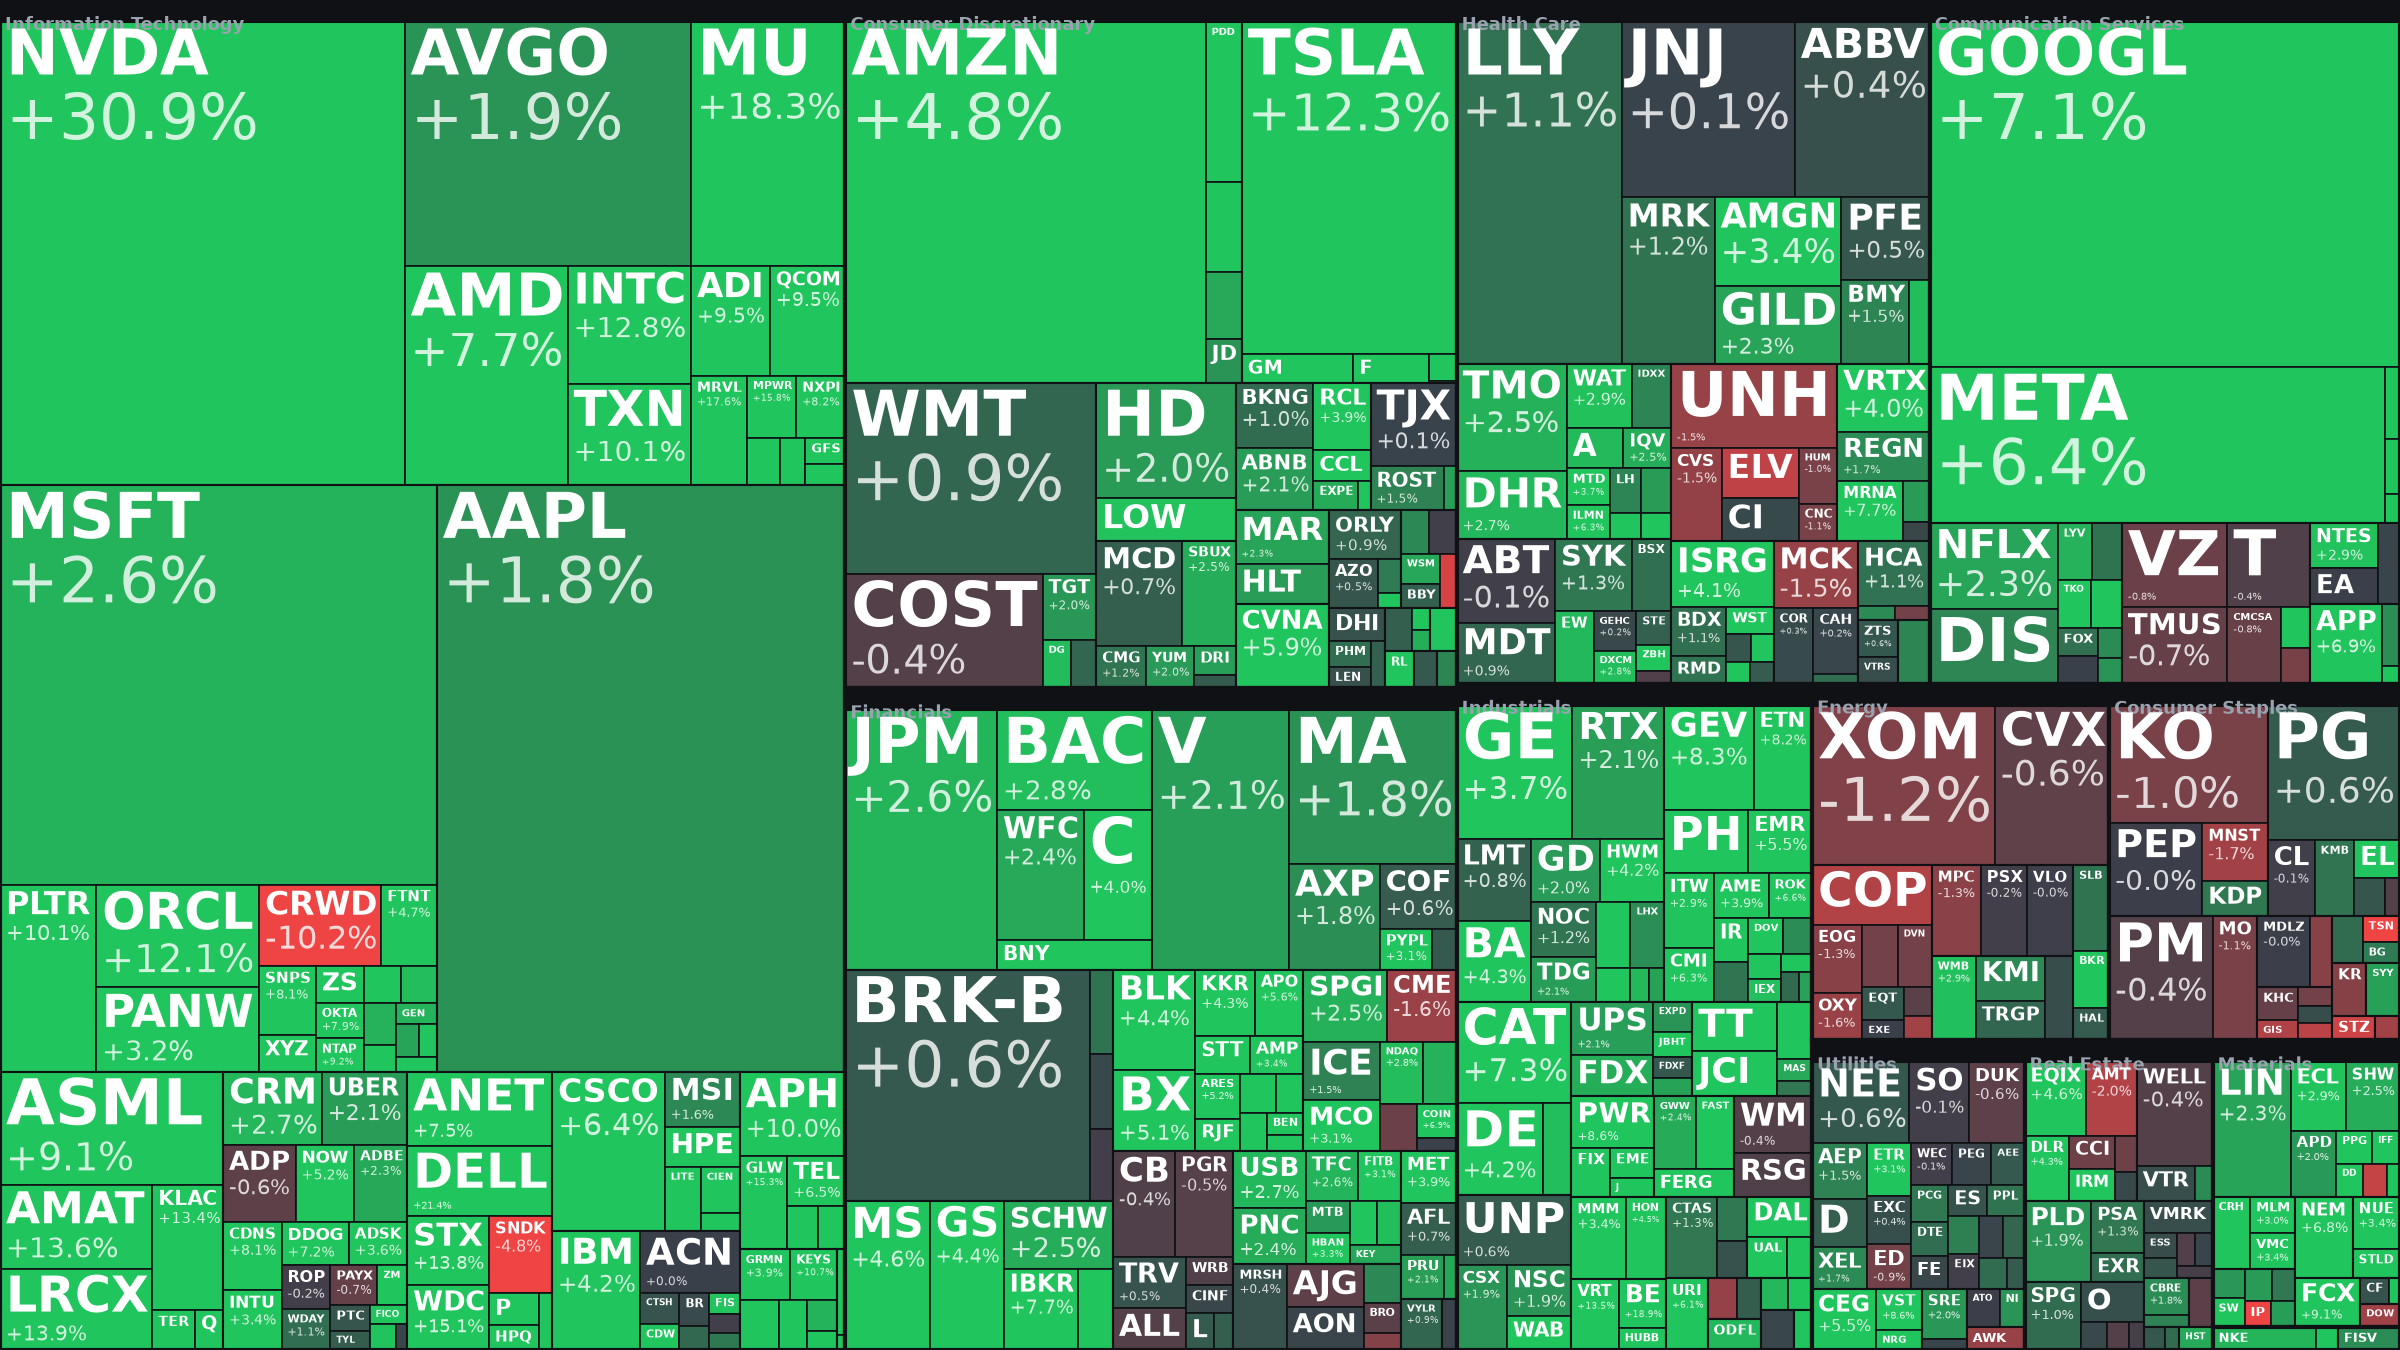 Information Technology
NVDA
+30.9%
AVGO
+1.9%
MU
+18.3%
AMD
+7.7%
INTC
+12.8%
TXN
+10.1%
ADI
+9.5%
QCOM
+9.5%
MRVL
+17.6%
MPWR
+15.8%
NXPI
+8.2%
GFS
MSFT
+2.6%
AAPL
+1.8%
PLTR
+10.1%
ORCL
+12.1%
PANW
+3.2%
CRWD
-10.2%
FTNT
+4.7%
SNPS
+8.1%
ZS
OKTA
+7.9%
GEN
XYZ
NTAP
+9.2%
ASML
+9.1%
AMAT
+13.6%
KLAC
+13.4%
LRCX
+13.9%
TER
Q
CRM
+2.7%
UBER
+2.1%
ADP
-0.6%
NOW
+5.2%
ADBE
+2.3%
CDNS
+8.1%
DDOG
+7.2%
ADSK
+3.6%
INTU
+3.4%
ROP
-0.2%
PAYX
-0.7%
ZM
WDAY
+1.1%
PTC
FICO
TYL
ANET
+7.5%
DELL
+21.4%
STX
+13.8%
SNDK
-4.8%
WDC
+15.1%
P
HPQ
CSCO
+6.4%
MSI
+1.6%
HPE
LITE
CIEN
IBM
+4.2%
ACN
+0.0%
CTSH
BR
FIS
CDW
APH
+10.0%
GLW
+15.3%
TEL
+6.5%
GRMN
+3.9%
KEYS
+10.7%
Consumer Discretionary
AMZN
+4.8%
PDD
JD
TSLA
+12.3%
GM
F
WMT
+0.9%
COST
-0.4%
TGT
+2.0%
DG
HD
+2.0%
LOW
MCD
+0.7%
SBUX
+2.5%
CMG
+1.2%
YUM
+2.0%
DRI
BKNG
+1.0%
RCL
+3.9%
TJX
+0.1%
ABNB
+2.1%
CCL
EXPE
ROST
+1.5%
MAR
+2.3%
HLT
CVNA
+5.9%
ORLY
+0.9%
AZO
+0.5%
WSM
BBY
DHI
PHM
LEN
RL
Health Care
LLY
+1.1%
JNJ
+0.1%
ABBV
+0.4%
MRK
+1.2%
AMGN
+3.4%
PFE
+0.5%
GILD
+2.3%
BMY
+1.5%
TMO
+2.5%
WAT
+2.9%
IDXX
A
IQV
+2.5%
DHR
+2.7%
MTD
+3.7%
LH
ILMN
+6.3%
UNH
-1.5%
CVS
-1.5%
ELV
HUM
-1.0%
CI
CNC
-1.1%
VRTX
+4.0%
REGN
+1.7%
MRNA
+7.7%
ABT
-0.1%
SYK
+1.3%
BSX
MDT
+0.9%
EW
GEHC
+0.2%
STE
DXCM
+2.8%
ZBH
ISRG
+4.1%
MCK
-1.5%
HCA
+1.1%
BDX
+1.1%
WST
RMD
COR
+0.3%
CAH
+0.2%
ZTS
+0.6%
VTRS
Communication Services
GOOGL
+7.1%
META
+6.4%
NFLX
+2.3%
LYV
TKO
DIS
FOX
VZ
-0.8%
T
-0.4%
TMUS
-0.7%
CMCSA
-0.8%
NTES
+2.9%
EA
APP
+6.9%
Financials
JPM
+2.6%
BAC
+2.8%
V
+2.1%
MA
+1.8%
WFC
+2.4%
C
+4.0%
BNY
AXP
+1.8%
COF
+0.6%
PYPL
+3.1%
BRK-B
+0.6%
MS
+4.6%
GS
+4.4%
SCHW
+2.5%
IBKR
+7.7%
BLK
+4.4%
KKR
+4.3%
APO
+5.6%
STT
AMP
+3.4%
BX
+5.1%
ARES
+5.2%
RJF
BEN
SPGI
+2.5%
CME
-1.6%
ICE
+1.5%
NDAQ
+2.8%
MCO
+3.1%
COIN
+6.9%
CB
-0.4%
PGR
-0.5%
TRV
+0.5%
WRB
CINF
ALL
L
USB
+2.7%
TFC
+2.6%
FITB
+3.1%
MET
+3.9%
PNC
+2.4%
MTB
HBAN
+3.3%
KEY
AFL
+0.7%
PRU
+2.1%
MRSH
+0.4%
AJG
AON
BRO
VYLR
+0.9%
Industrials
GE
+3.7%
RTX
+2.1%
GEV
+8.3%
ETN
+8.2%
PH
EMR
+5.5%
LMT
+0.8%
GD
+2.0%
HWM
+4.2%
BA
+4.3%
NOC
+1.2%
LHX
TDG
+2.1%
ITW
+2.9%
AME
+3.9%
ROK
+6.6%
IR
DOV
CMI
+6.3%
IEX
CAT
+7.3%
DE
+4.2%
UPS
+2.1%
EXPD
JBHT
FDX
FDXF
TT
JCI
MAS
PWR
+8.6%
GWW
+2.4%
FAST
WM
-0.4%
FIX
EME
J
FERG
RSG
UNP
+0.6%
CSX
+1.9%
NSC
+1.9%
WAB
MMM
+3.4%
HON
+4.5%
CTAS
+1.3%
DAL
UAL
VRT
+13.5%
BE
+18.9%
HUBB
URI
+6.1%
ODFL
Energy
XOM
-1.2%
CVX
-0.6%
COP
MPC
-1.3%
PSX
-0.2%
VLO
-0.0%
SLB
EOG
-1.3%
DVN
OXY
-1.6%
EQT
EXE
WMB
+2.9%
KMI
TRGP
BKR
HAL
Consumer Staples
KO
-1.0%
PG
+0.6%
PEP
-0.0%
MNST
-1.7%
KDP
CL
-0.1%
KMB
EL
PM
-0.4%
MO
-1.1%
MDLZ
-0.0%
KHC
GIS
TSN
BG
KR
SYY
STZ
Utilities
NEE
+0.6%
SO
-0.1%
DUK
-0.6%
AEP
+1.5%
ETR
+3.1%
WEC
-0.1%
PEG
AEE
D
EXC
+0.4%
PCG
ES
PPL
DTE
XEL
+1.7%
ED
-0.9%
FE
EIX
CEG
+5.5%
VST
+8.6%
NRG
SRE
+2.0%
ATO
NI
AWK
Real Estate
EQIX
+4.6%
AMT
-2.0%
WELL
-0.4%
DLR
+4.3%
CCI
IRM
VTR
PLD
+1.9%
PSA
+1.3%
EXR
VMRK
ESS
SPG
+1.0%
O
CBRE
+1.8%
HST
Materials
LIN
+2.3%
ECL
+2.9%
SHW
+2.5%
APD
+2.0%
PPG
IFF
DD
CRH
MLM
+3.0%
VMC
+3.4%
NEM
+6.8%
NUE
+3.4%
STLD
SW
IP
FCX
+9.1%
CF
DOW
NKE
FISV